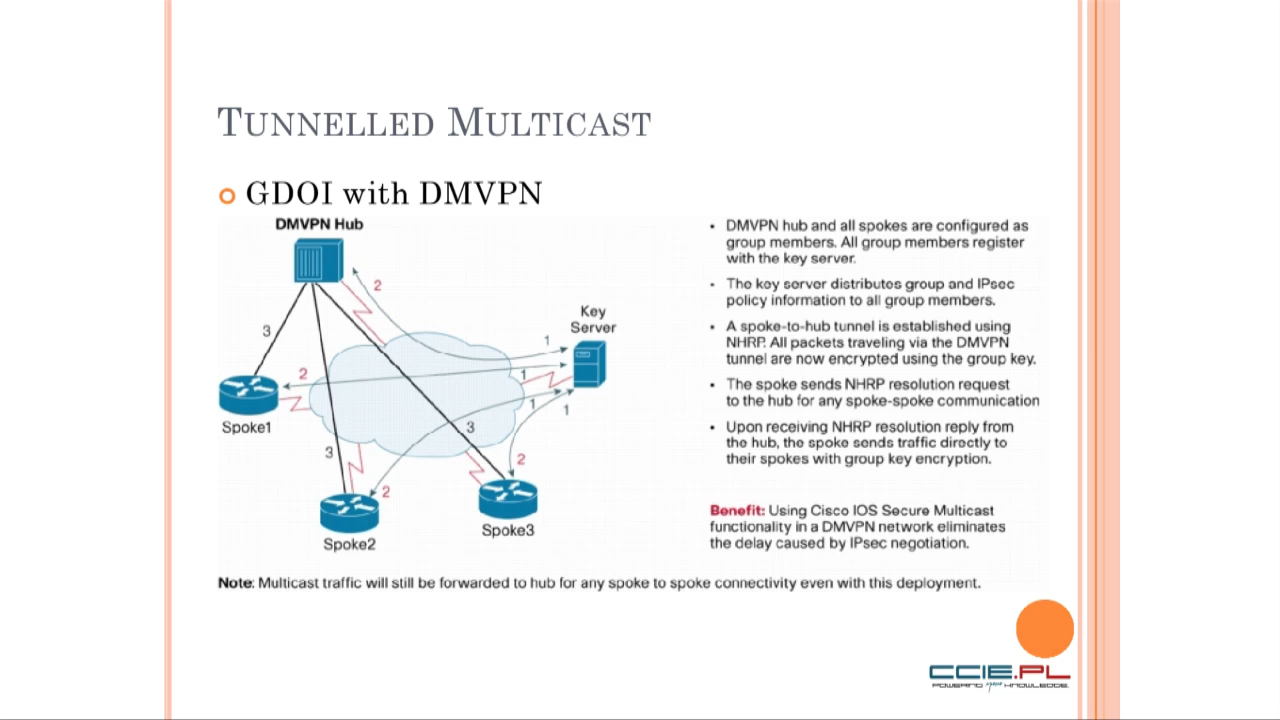 TUNNELLED MULTICAST
GDOI with DMVPN
DMVPN Hub
2
3
Key
Server
1
2
1
1
1
Spoke1
3
3
2
2
Spoke2
Spoke3
• DMVPN hub and all spokes are configured as
group members. All group members register
with the key server.
• The key server distributes group and IPsec
policy information to all group members.
• A spoke-to-hub tunnel is established using
NHRP. All packets traveling via the DMVPN
tunnel are now encrypted using the group key.
• The spoke sends NHRP resolution request
to the hub for any spoke-spoke communication
• Upon receiving NHRP resolution reply from
the hub, the spoke sends traffic directly to
their spokes with group key encryption.
Benefit: Using Cisco IOS Secure Multicast
functionality in a DMVPN network eliminates
the delay caused by IPsec negotiation.
Note: Multicast traffic will still be forwarded to hub for any spoke to spoke connectivity even with this deployment.
CCIE.PL
POWERING your KNOWLEDGE.